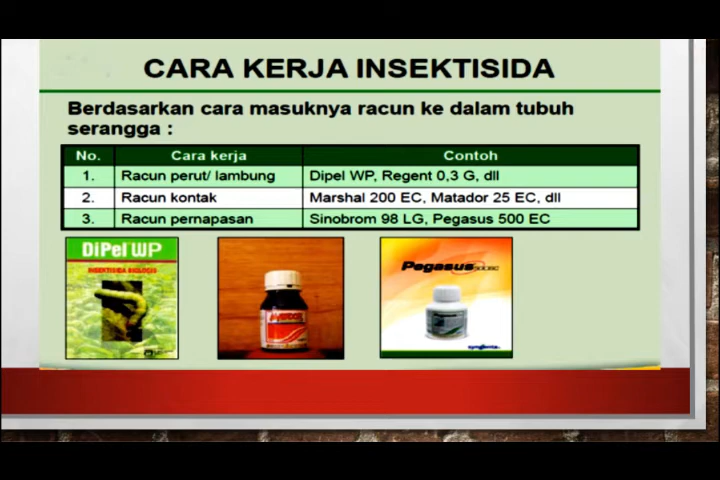 CARA KERJA INSEKTISIDA
Berdasarkan cara masuknya racun ke dalam tubuh
serangga :
No. Cara kerja Contoh
1. Racun perut/ lambung Dipel WP, Regent 0,3 G, dll
2. Racun kontak Marshal 200 EC, Matador 25 EC, dll
3. Racun pernapasan Sinobrom 98 LG, Pegasus 500 EC
DiPel WP
INSEKTISIDA BIOLOGIS
Pegasus
syngenta